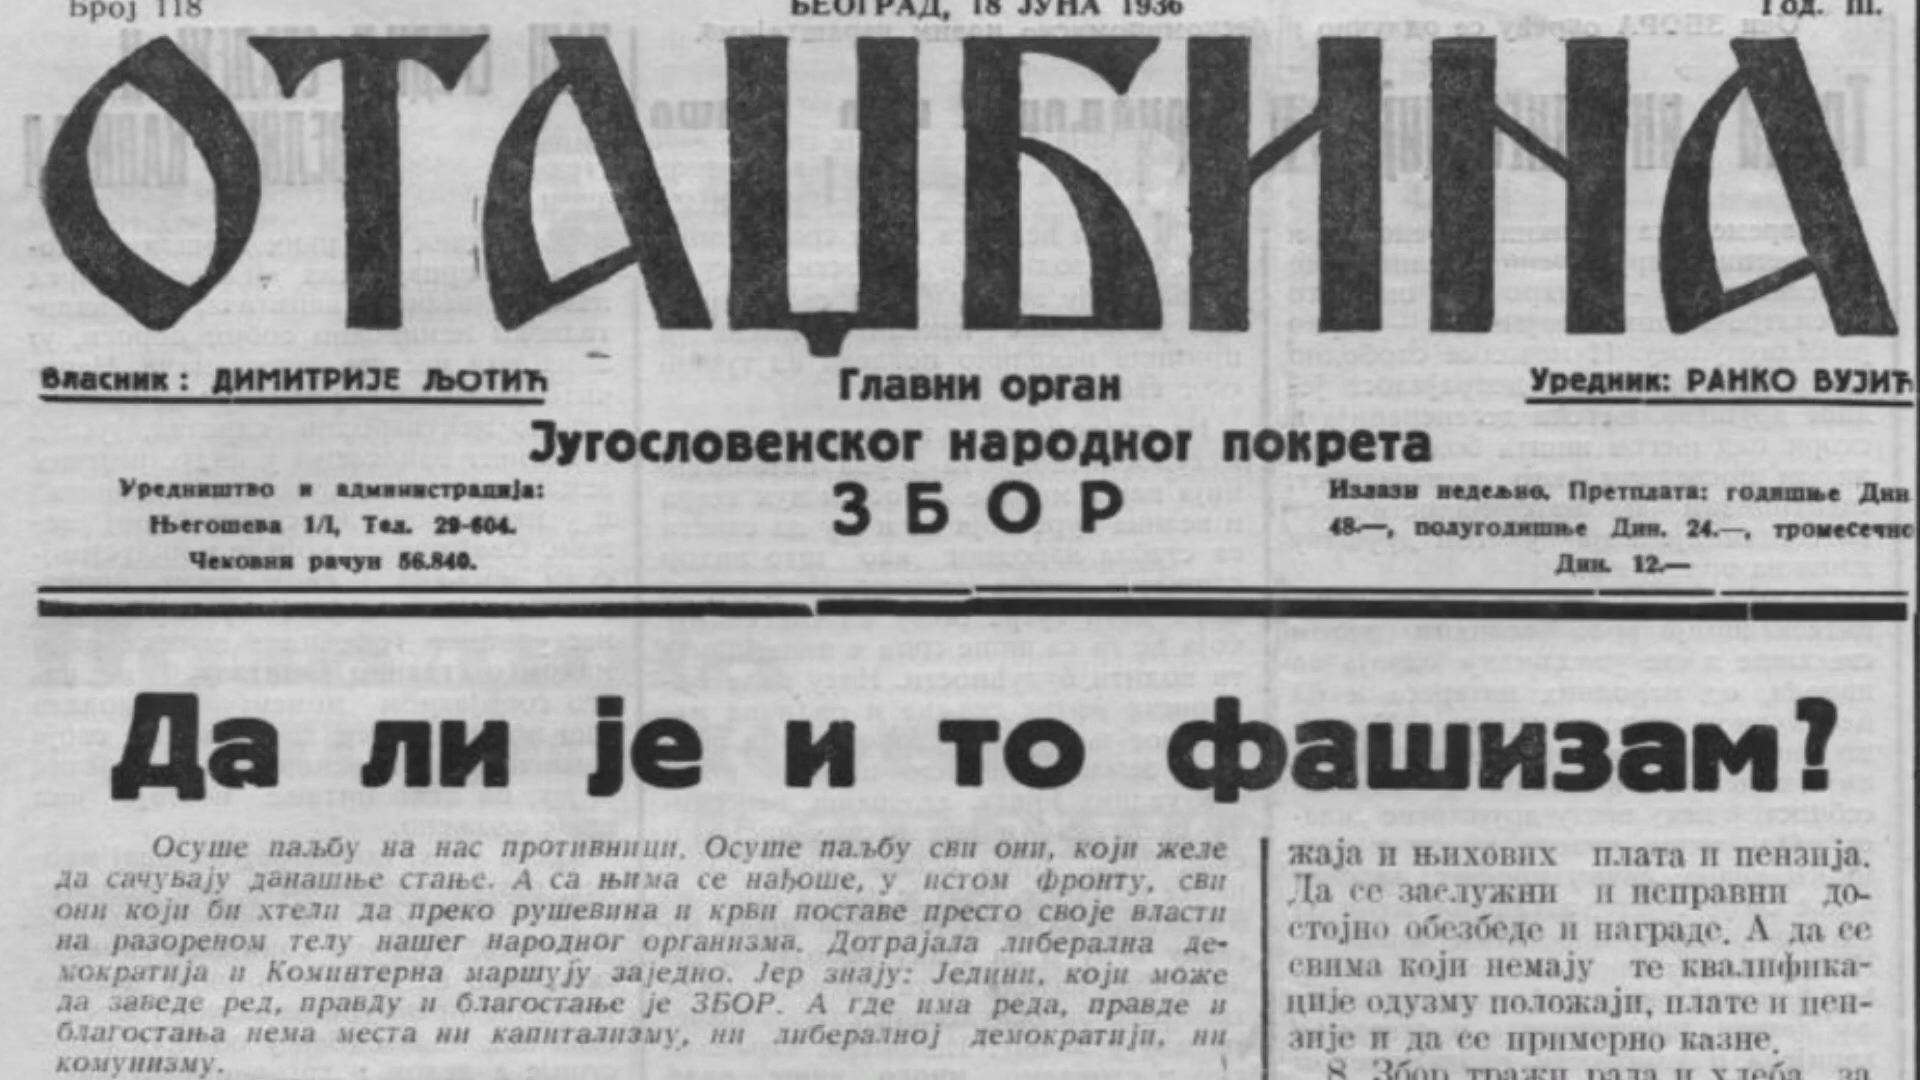 Број 118
БЕОГРАД, 18 ЈУНА 1936
Год. III.
ОТАЏБИНА
Власник: ДИМИТРИЈЕ ЉОТИЋ
Главни орган
Уредник: РАНКО ВУЈИЋ
Југословенског народног покрета
ЗБОР
Уредништво и администрација:
Његошева 1/I, Тел. 29-604.
Чековни рачун 56.840.
Излази недељно. Претплата: годишње Дин
48.—, полугодишње Дин. 24.—, тромесечно
Дин. 12.—
Да ли је и то фашизам?
Осуше паљбу на нас противници. Осуше паљбу сви они, који желе
да сачувају данашње стање. А са њима се нађоше, у истом фронту, сви
они који би хтели да преко рушевина и крви поставе престо своје власти
на разореном телу нашег народног организма. Дотрајала либерална де-
мократија и Коминтерна маршују заједно. Јер знају: Једини, који може
да заведе ред, правду и благостање је ЗБОР. А где има реда, правде и
благостања нема места ни капитализму, ни либералној демократији, ни
комунизму.
жаја и њихових плата и пензија.
Да се заслужни и исправни до-
стојно обезбеде и награде. А да се
свима који немају те квалифика-
ције одузму положаји, плате и пен-
зије и да се примерно казне.
8. Збор тражи рада и хлеба за